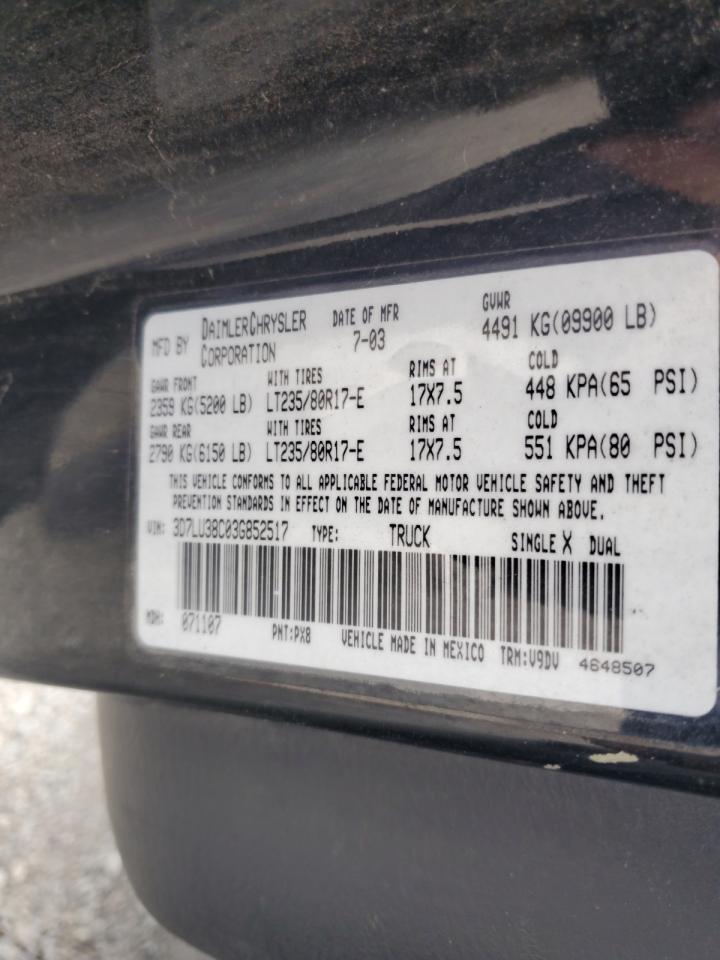 MFD BY DAIMLERCHRYSLER CORPORATION DATE OF MFR 7-03 GVWR 4491 KG(09900 LB)
GAWR FRONT WITH TIRES RIMS AT COLD
2359 KG(5200 LB) LT235/80R17-E 17X7.5 448 KPA(65 PSI)
GAWR REAR WITH TIRES RIMS AT COLD
2790 KG(6150 LB) LT235/80R17-E 17X7.5 551 KPA(80 PSI)
THIS VEHICLE CONFORMS TO ALL APPLICABLE FEDERAL MOTOR VEHICLE SAFETY AND THEFT
PREVENTION STANDARDS IN EFFECT ON THE DATE OF MANUFACTURE SHOWN ABOVE.
VIN: 3D7LU38C03G852517 TYPE: TRUCK SINGLE X DUAL
MDH: 071107 PNT:PX8 VEHICLE MADE IN MEXICO TRM:V9DV 4648507